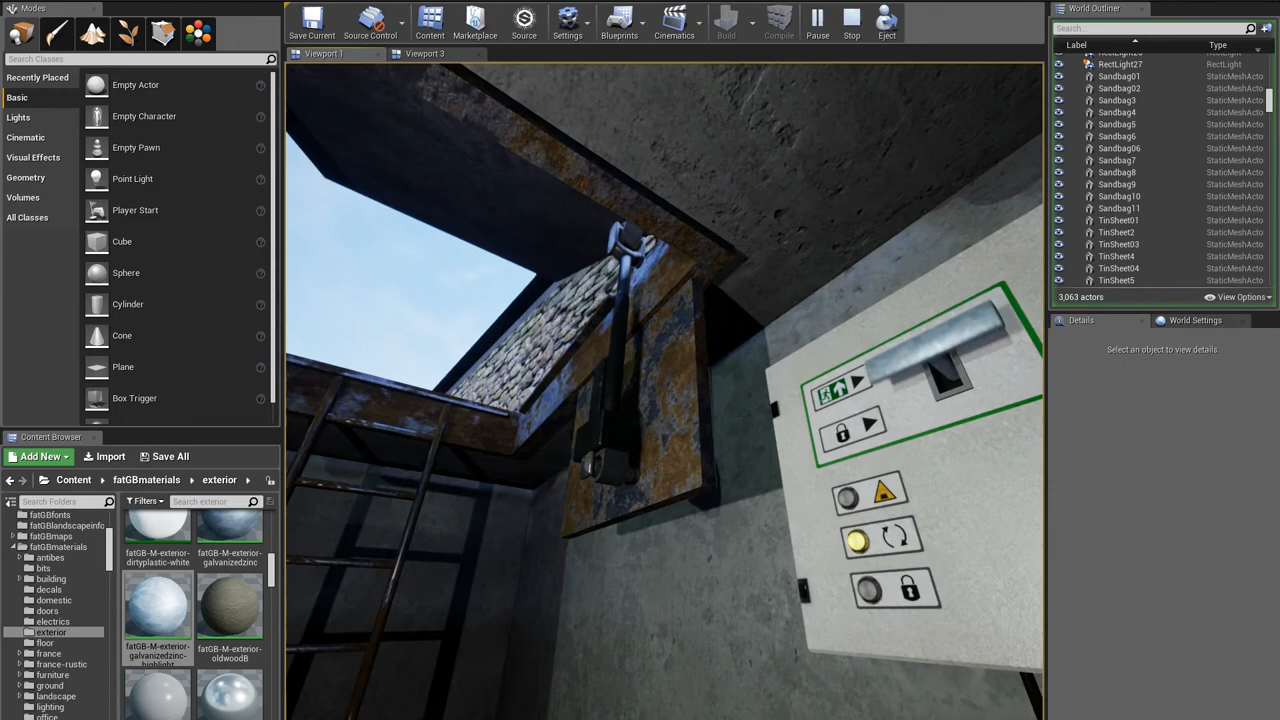 Modes
World Outliner
Save Current
Source Control
Content
Marketplace
Source
Settings
Blueprints
Cinematics
Build
Compile
Pause
Stop
Eject
Search...
Search Classes
Viewport 1
Viewport 3
Label
Type
RectLight27
RectLight
Sandbag01
StaticMeshActo
Sandbag02
StaticMeshActo
Sandbag3
StaticMeshActo
Sandbag4
StaticMeshActo
Sandbag5
StaticMeshActo
Sandbag6
StaticMeshActo
Sandbag06
StaticMeshActo
Sandbag7
StaticMeshActo
Sandbag8
StaticMeshActo
Sandbag9
StaticMeshActo
Sandbag10
StaticMeshActo
Sandbag11
StaticMeshActo
TinSheet01
StaticMeshActo
TinSheet2
StaticMeshActo
TinSheet03
StaticMeshActo
TinSheet4
StaticMeshActo
TinSheet04
StaticMeshActo
TinSheet5
StaticMeshActo
3,063 actors
View Options
Details
World Settings
Select an object to view details.
Recently Placed
Basic
Lights
Cinematic
Visual Effects
Geometry
Volumes
All Classes
Empty Actor
Empty Character
Empty Pawn
Point Light
Player Start
Cube
Sphere
Cylinder
Cone
Plane
Box Trigger
Content Browser
Add New
Import
Save All
Content
fatGBmaterials
exterior
Search Folders
Filters
Search exterior
fatGBfonts
fatGBlandscapeinfo
fatGBmaps
fatGBmaterials
antibes
bits
building
decals
domestic
doors
electrics
exterior
floor
france
france-rustic
furniture
ground
landscape
lighting
office
fatGB-M-exterior-
dirtyplastic-white
fatGB-M-exterior-
galvanizedzinc
fatGB-M-exterior-
galvanizedzinc-
highlight
fatGB-M-exterior-
oldwoodB